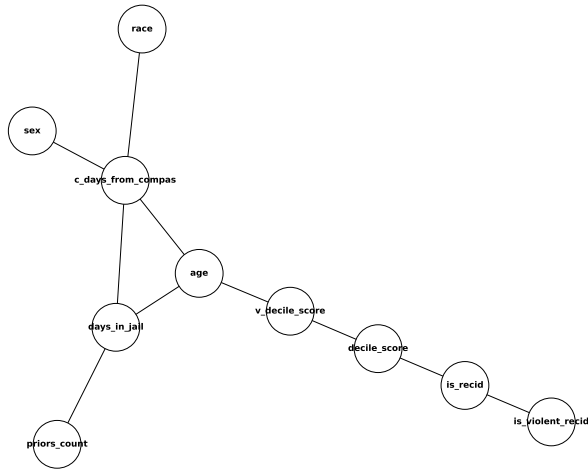 race
sex
c_days_from_compas
age
v_decile_score
days_in_jail
decile_score
is_recid
is_violent_recid
priors_count